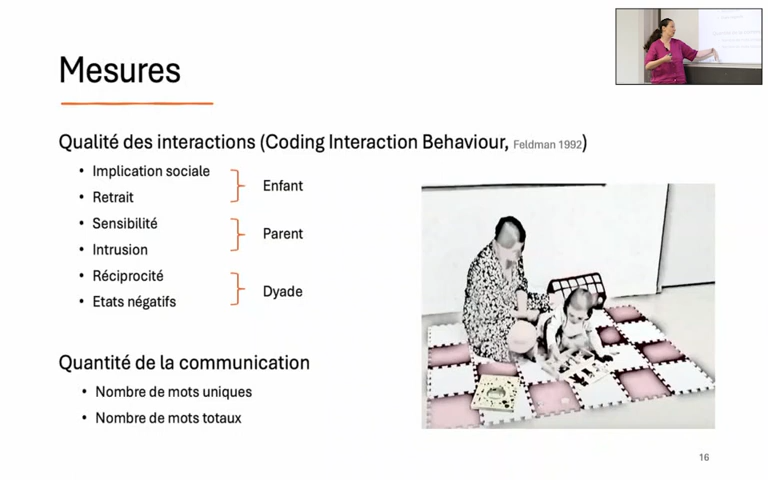 Mesures
Qualité des interactions (Coding Interaction Behaviour, Feldman 1992)
• Implication sociale
• Retrait
Enfant
• Sensibilité
• Intrusion
Parent
• Réciprocité
• Etats négatifs
Dyade
Quantité de la communication
• Nombre de mots uniques
• Nombre de mots totaux
16